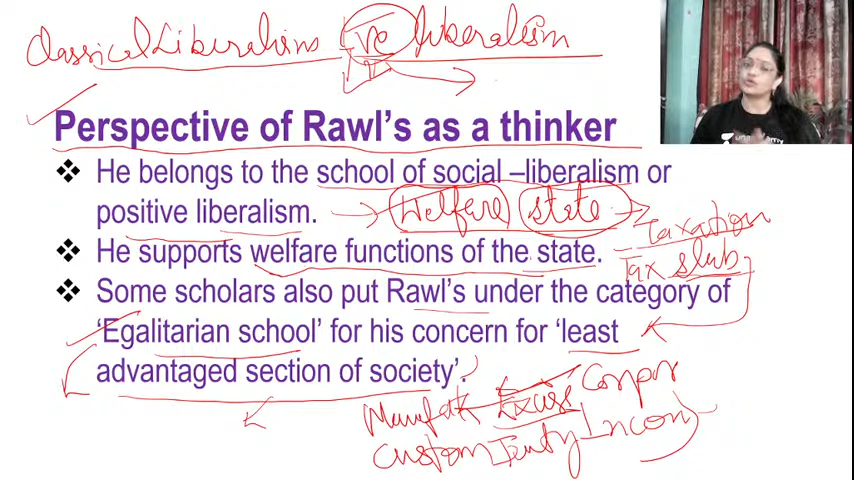 Classical Liberalism +ve liberalism
Perspective of Rawl's as a thinker
❖ He belongs to the school of social –liberalism or
positive liberalism. → Welfare state
Taxation
❖ He supports welfare functions of the state.
Tax slab
❖ Some scholars also put Rawl's under the category of
'Egalitarian school' for his concern for 'least
advantaged section of society'.
Excise Corpor
Custom Incom